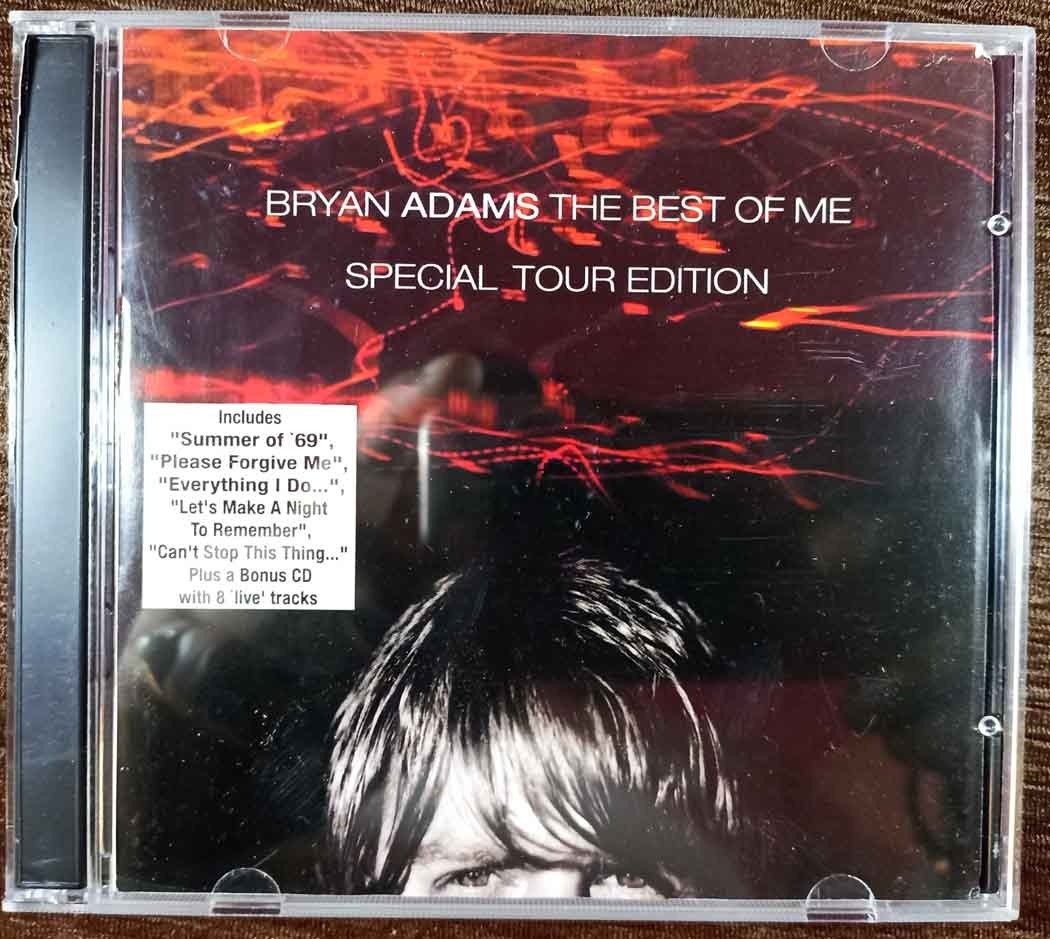 BRYAN ADAMS THE BEST OF ME
SPECIAL TOUR EDITION
Includes
"Summer of `69",
"Please Forgive Me",
"Everything I Do...",
"Let's Make A Night
To Remember",
"Can't Stop This Thing..."
Plus a Bonus CD
with 8 `live' tracks